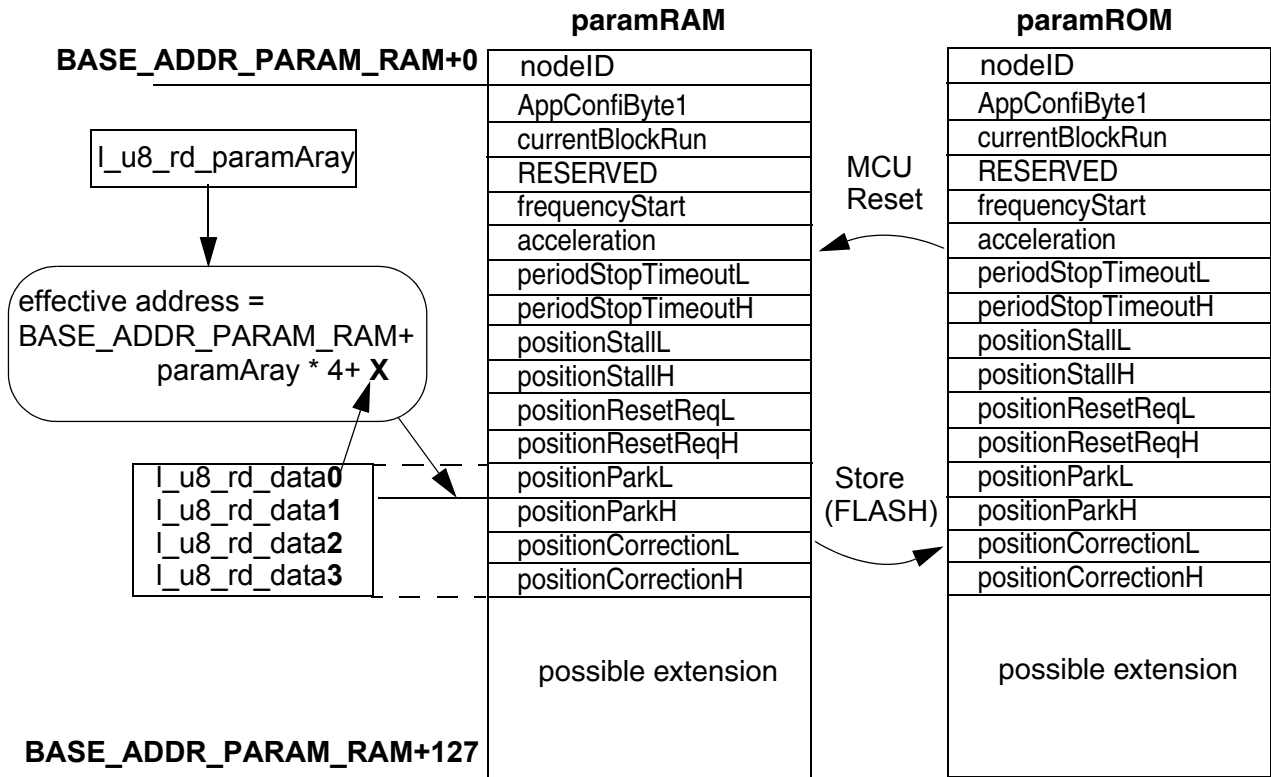 paramRAM
paramROM
BASE_ADDR_PARAM_RAM+0
l_u8_rd_paramAray
effective address =
BASE_ADDR_PARAM_RAM+
paramAray * 4+ X
l_u8_rd_data0
l_u8_rd_data1
l_u8_rd_data2
l_u8_rd_data3
BASE_ADDR_PARAM_RAM+127
nodeID
AppConfiByte1
currentBlockRun
RESERVED
frequencyStart
acceleration
periodStopTimeoutL
periodStopTimeoutH
positionStallL
positionStallH
positionResetReqL
positionResetReqH
positionParkL
positionParkH
positionCorrectionL
positionCorrectionH
possible extension
MCU
Reset
Store
(FLASH)
nodeID
AppConfiByte1
currentBlockRun
RESERVED
frequencyStart
acceleration
periodStopTimeoutL
periodStopTimeoutH
positionStallL
positionStallH
positionResetReqL
positionResetReqH
positionParkL
positionParkH
positionCorrectionL
positionCorrectionH
possible extension